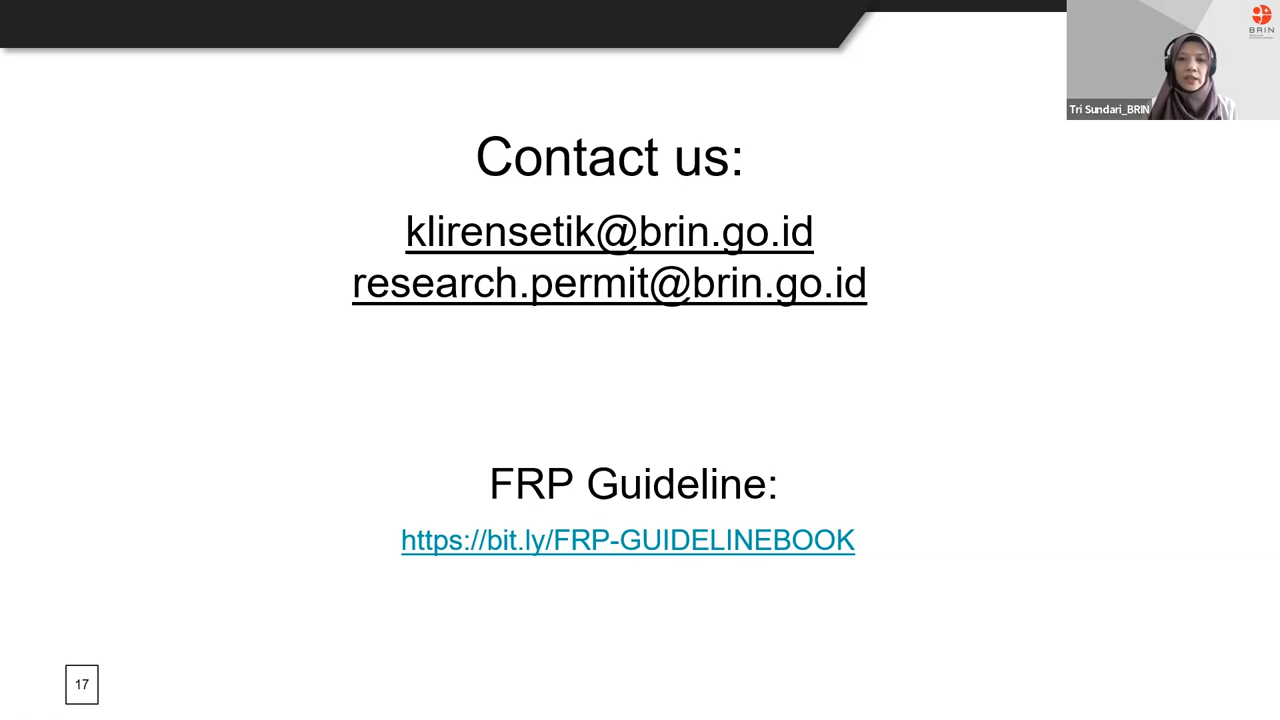 BRIN
Tri Sundari_BRIN
Contact us:
klirensetik@brin.go.id
research.permit@brin.go.id
FRP Guideline:
https://bit.ly/FRP-GUIDELINEBOOK
17